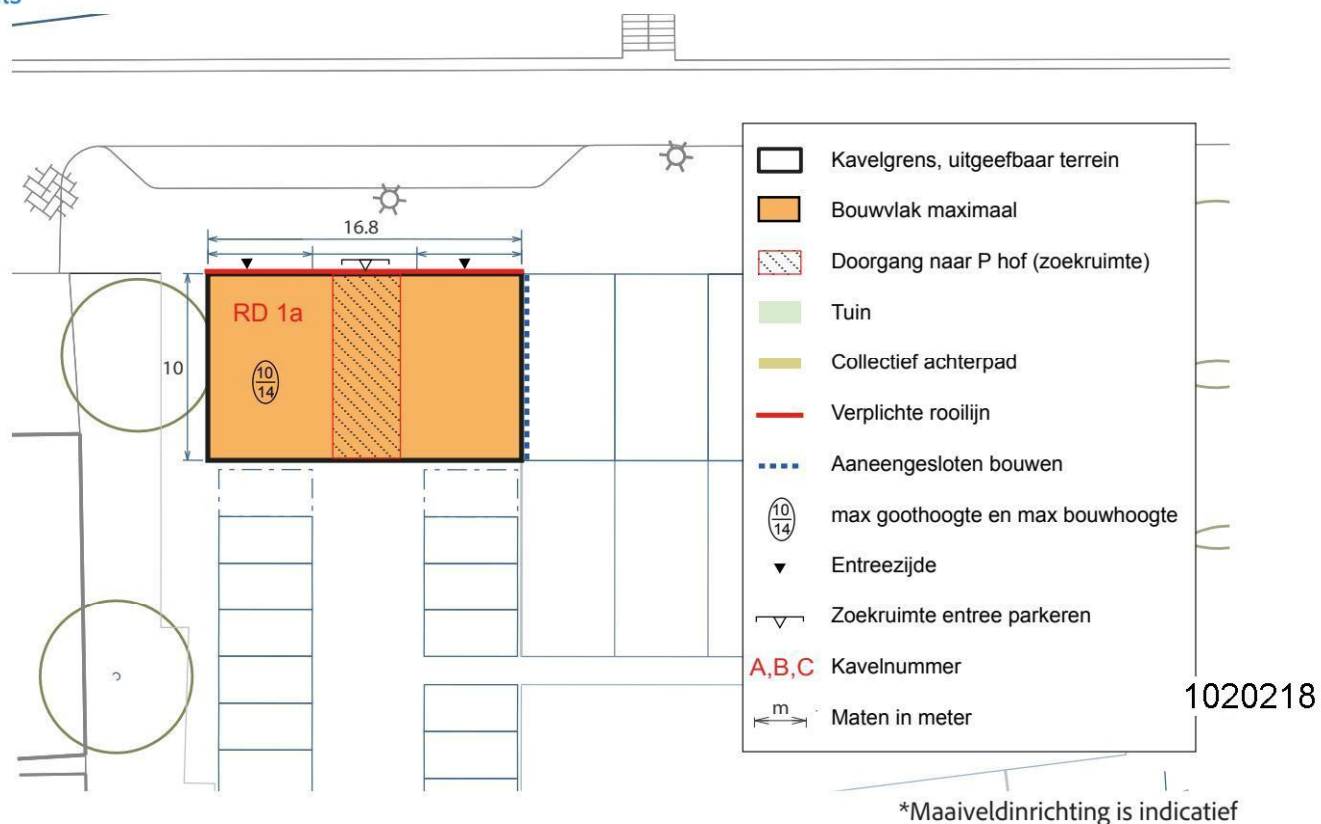 16.8
RD 1a
10
10
14
Kavelgrens, uitgeefbaar terrein
Bouwvlak maximaal
Doorgang naar P hof (zoekruimte)
Tuin
Collectief achterpad
Verplichte rooilijn
Aaneengesloten bouwen
10
14
max goothoogte en max bouwhoogte
Entreezijde
Zoekruimte entree parkeren
A,B,C Kavelnummer
m
Maten in meter
1020218
*Maaiveldinrichting is indicatief